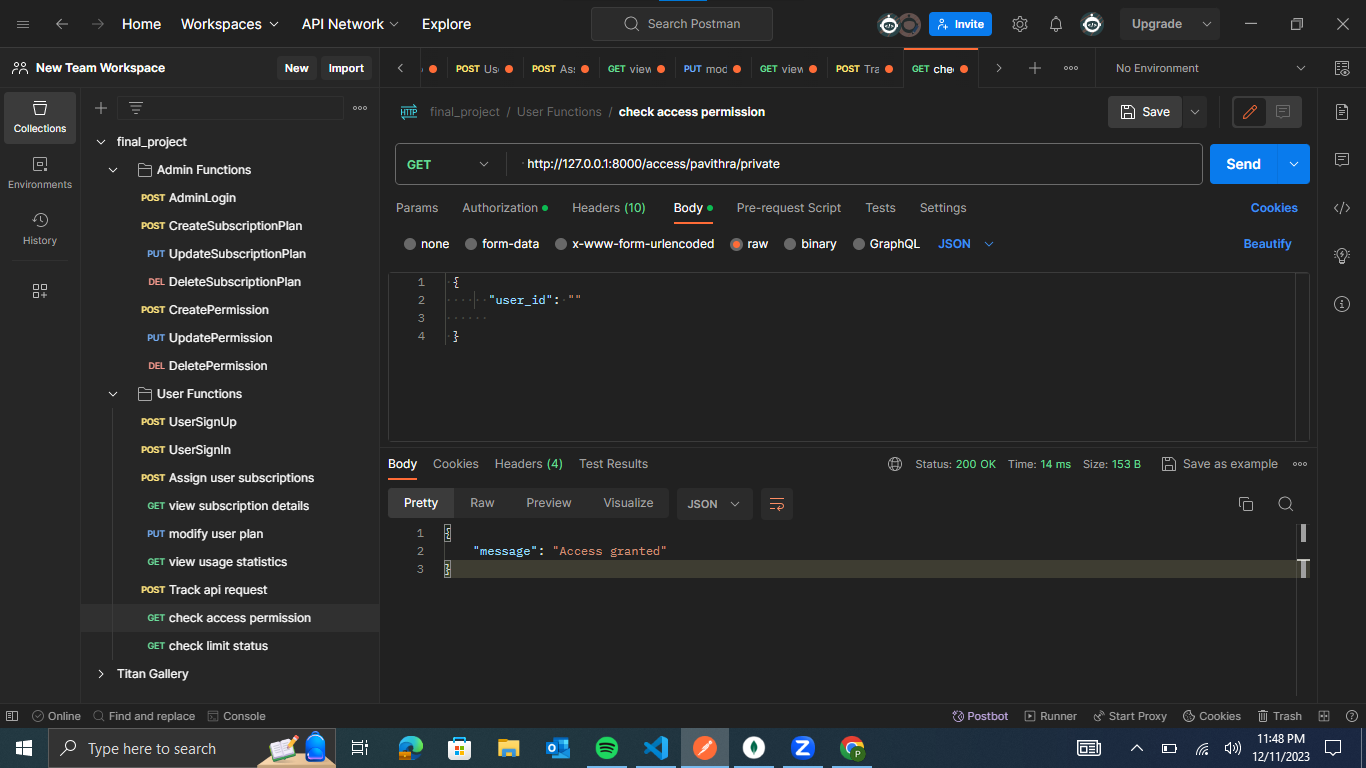 Home Workspaces API Network Explore Search Postman Invite Upgrade
New Team Workspace New Import
POST Us POST As GET view PUT mod GET view POST Tra GET che No Environment
Collections
Environments
History
final_project
Admin Functions
POST AdminLogin
POST CreateSubscriptionPlan
PUT UpdateSubscriptionPlan
DEL DeleteSubscriptionPlan
POST CreatePermission
PUT UpdatePermission
DEL DeletePermission
User Functions
POST UserSignUp
POST UserSignIn
POST Assign user subscriptions
GET view subscription details
PUT modify user plan
GET view usage statistics
POST Track api request
GET check access permission
GET check limit status
Titan Gallery
HTTP final_project / User Functions / check access permission Save
GET http://127.0.0.1:8000/access/pavithra/private Send
Params Authorization Headers (10) Body Pre-request Script Tests Settings Cookies
none form-data x-www-form-urlencoded raw binary GraphQL JSON Beautify
1 {
2 "user_id": ""
3
4 }
Body Cookies Headers (4) Test Results Status: 200 OK Time: 14 ms Size: 153 B Save as example
Pretty Raw Preview Visualize JSON
1 {
2 "message": "Access granted"
3 }
Online Find and replace Console Postbot Runner Start Proxy Cookies Trash
Type here to search
11:48 PM
12/11/2023